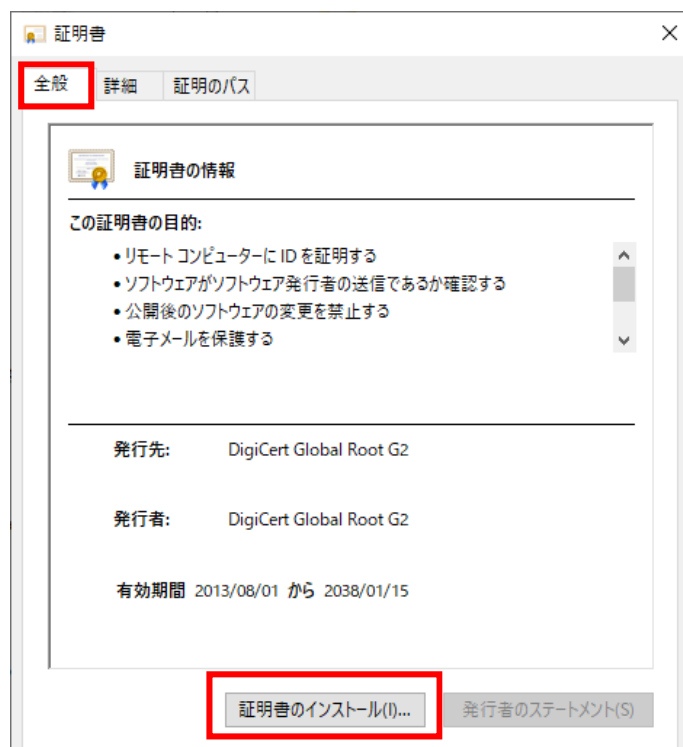 証明書
全般 詳細 証明のパス
証明書の情報
この証明書の目的:
• リモート コンピューターに ID を証明する
• ソフトウェアがソフトウェア発行者の送信であるか確認する
• 公開後のソフトウェアの変更を禁止する
• 電子メールを保護する
発行先: DigiCert Global Root G2
発行者: DigiCert Global Root G2
有効期間 2013/08/01 から 2038/01/15
証明書のインストール(I)... 発行者のステートメント(S)